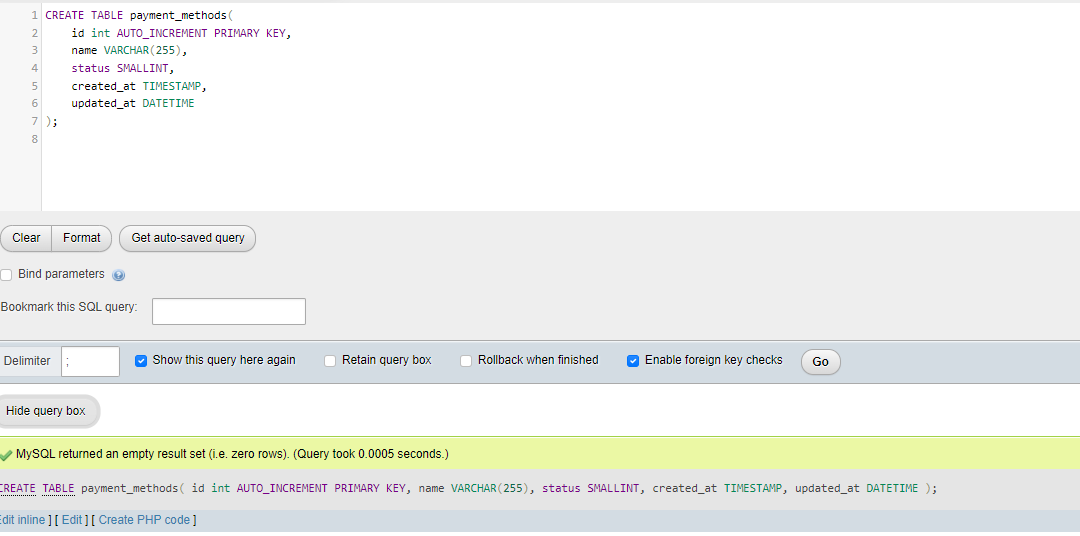 1 CREATE TABLE payment_methods(
2 id int AUTO_INCREMENT PRIMARY KEY,
3 name VARCHAR(255),
4 status SMALLINT,
5 created_at TIMESTAMP,
6 updated_at DATETIME
7 );
8
Clear Format Get auto-saved query
Bind parameters ?
Bookmark this SQL query:
Delimiter ; Show this query here again Retain query box Rollback when finished Enable foreign key checks Go
Hide query box
MySQL returned an empty result set (i.e. zero rows). (Query took 0.0005 seconds.)
CREATE TABLE payment_methods( id int AUTO_INCREMENT PRIMARY KEY, name VARCHAR(255), status SMALLINT, created_at TIMESTAMP, updated_at DATETIME );
Edit inline ] [ Edit ] [ Create PHP code ]